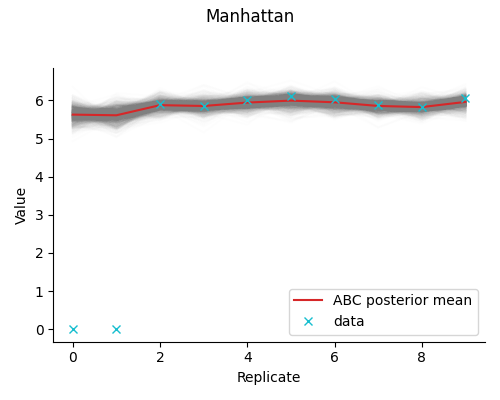 Manhattan
Value
6
5
4
3
2
1
0
ABC posterior mean
data
0 2 4 6 8
Replicate